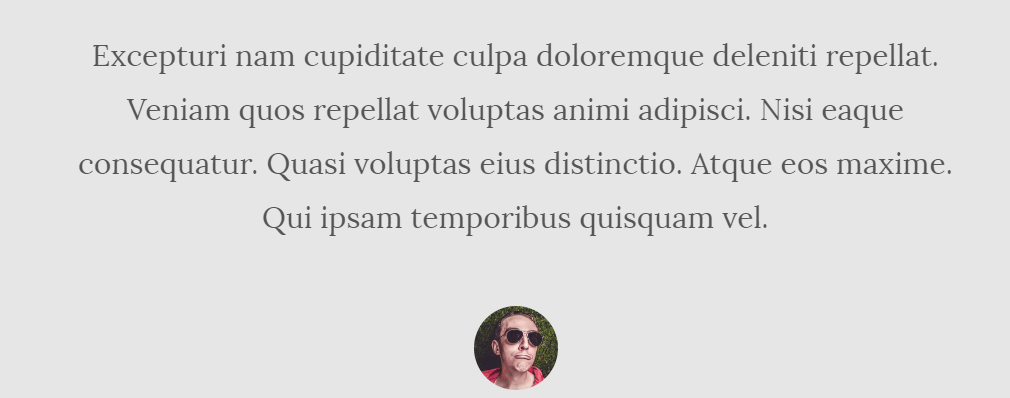 Excepturi nam cupiditate culpa doloremque deleniti repellat.
Veniam quos repellat voluptas animi adipisci. Nisi eaque
consequatur. Quasi voluptas eius distinctio. Atque eos maxime.
Qui ipsam temporibus quisquam vel.